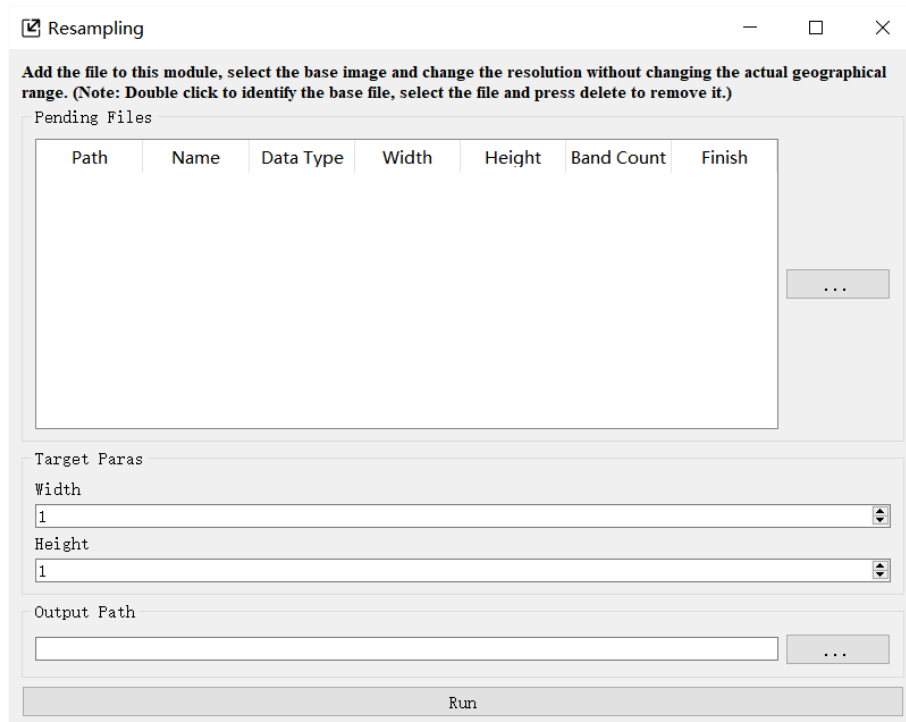 Resampling
Add the file to this module, select the base image and change the resolution without changing the actual geographical
range. (Note: Double click to identify the base file, select the file and press delete to remove it.)
Pending Files
Path Name Data Type Width Height Band Count Finish
...
Target Paras
Width
1
Height
1
Output Path
...
Run